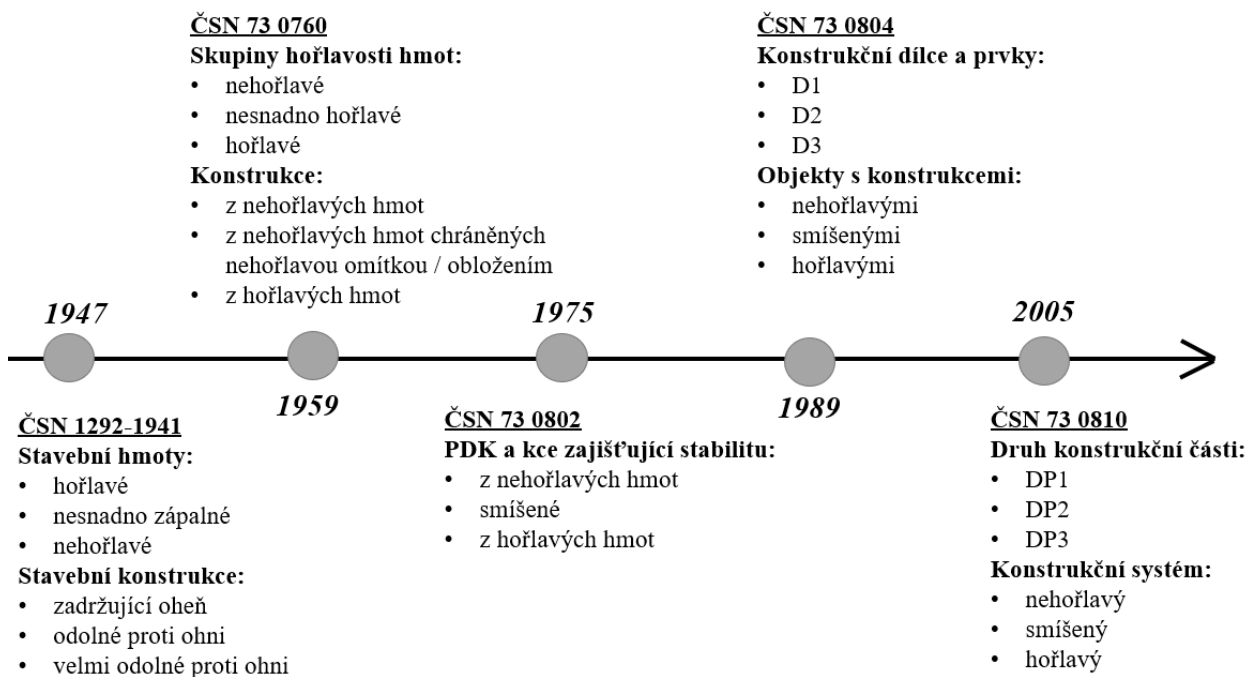 ČSN 73 0760
Skupiny hořlavosti hmot:
• nehořlavé
• nesnadno hořlavé
• hořlavé
Konstrukce:
• z nehořlavých hmot
• z nehořlavých hmot chráněných
nehořlavou omítkou / obložením
• z hořlavých hmot
ČSN 73 0804
Konstrukční dílce a prvky:
• D1
• D2
• D3
Objekty s konstrukcemi:
• nehořlavými
• smíšenými
• hořlavými
1947
1975
2005
1959
1989
ČSN 1292-1941
Stavební hmoty:
• hořlavé
• nesnadno zápalné
• nehořlavé
Stavební konstrukce:
• zadržující oheň
• odolné proti ohni
• velmi odolné proti ohni
ČSN 73 0802
PDK a kce zajišťující stabilitu:
• z nehořlavých hmot
• smíšené
• z hořlavých hmot
ČSN 73 0810
Druh konstrukční části:
• DP1
• DP2
• DP3
Konstrukční systém:
• nehořlavý
• smíšený
• hořlavý